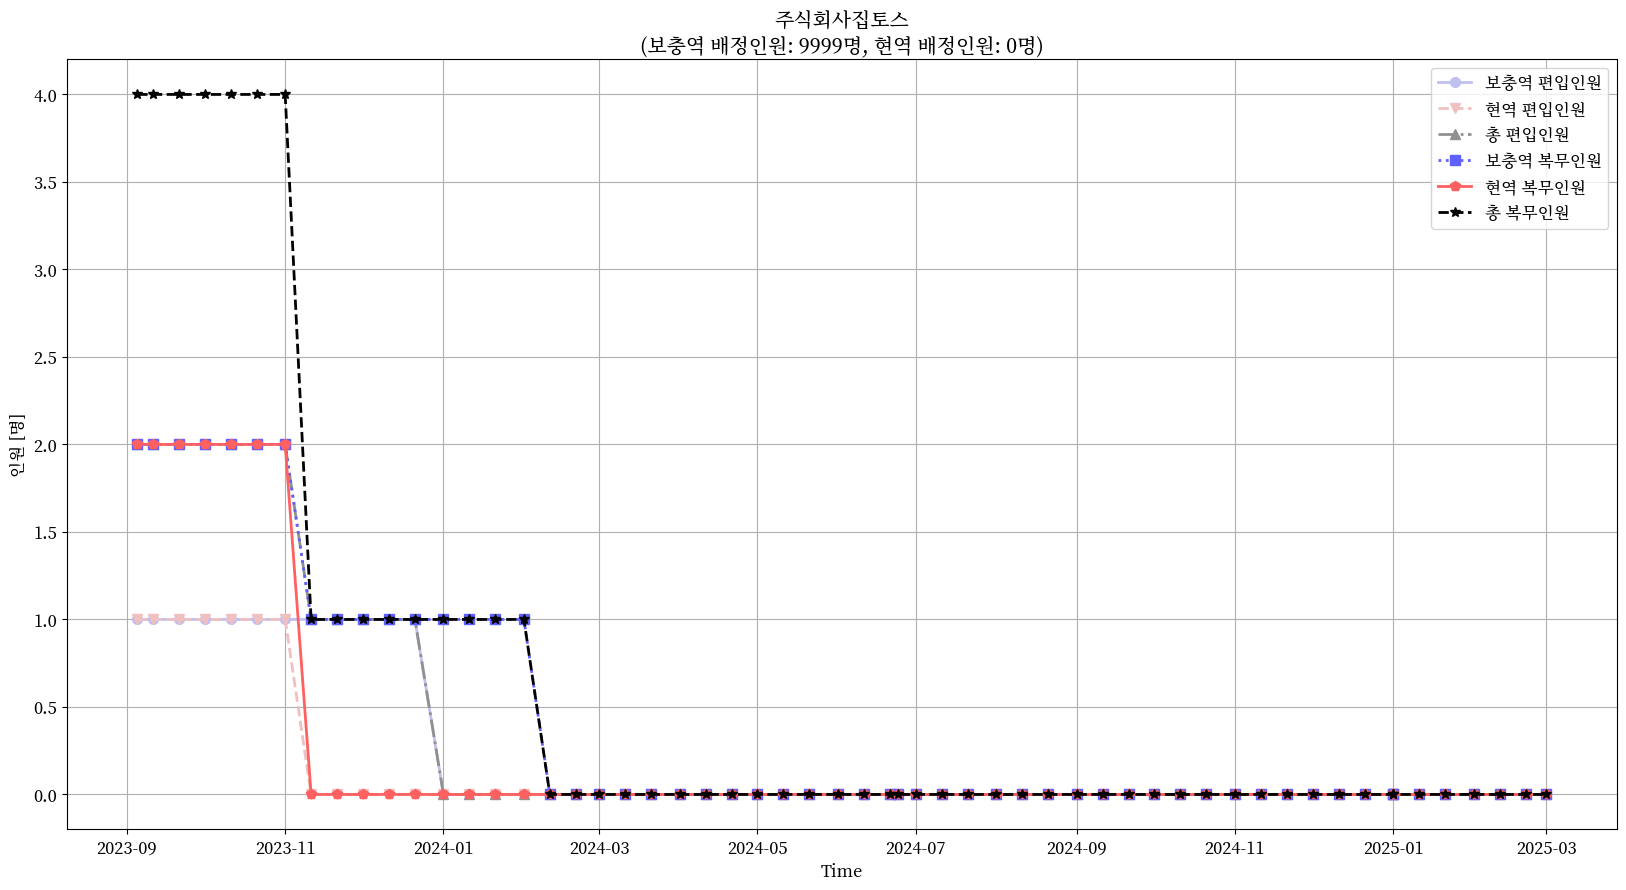 주식회사집토스
(보충역 배정인원: 9999명, 현역 배정인원: 0명)
보충역 편입인원
현역 편입인원
총 편입인원
보충역 복무인원
현역 복무인원
총 복무인원
인원 [명]
4.0
3.5
3.0
2.5
2.0
1.5
1.0
0.5
0.0
2023-09
2023-11
2024-01
2024-03
2024-05
2024-07
2024-09
2024-11
2025-01
2025-03
Time